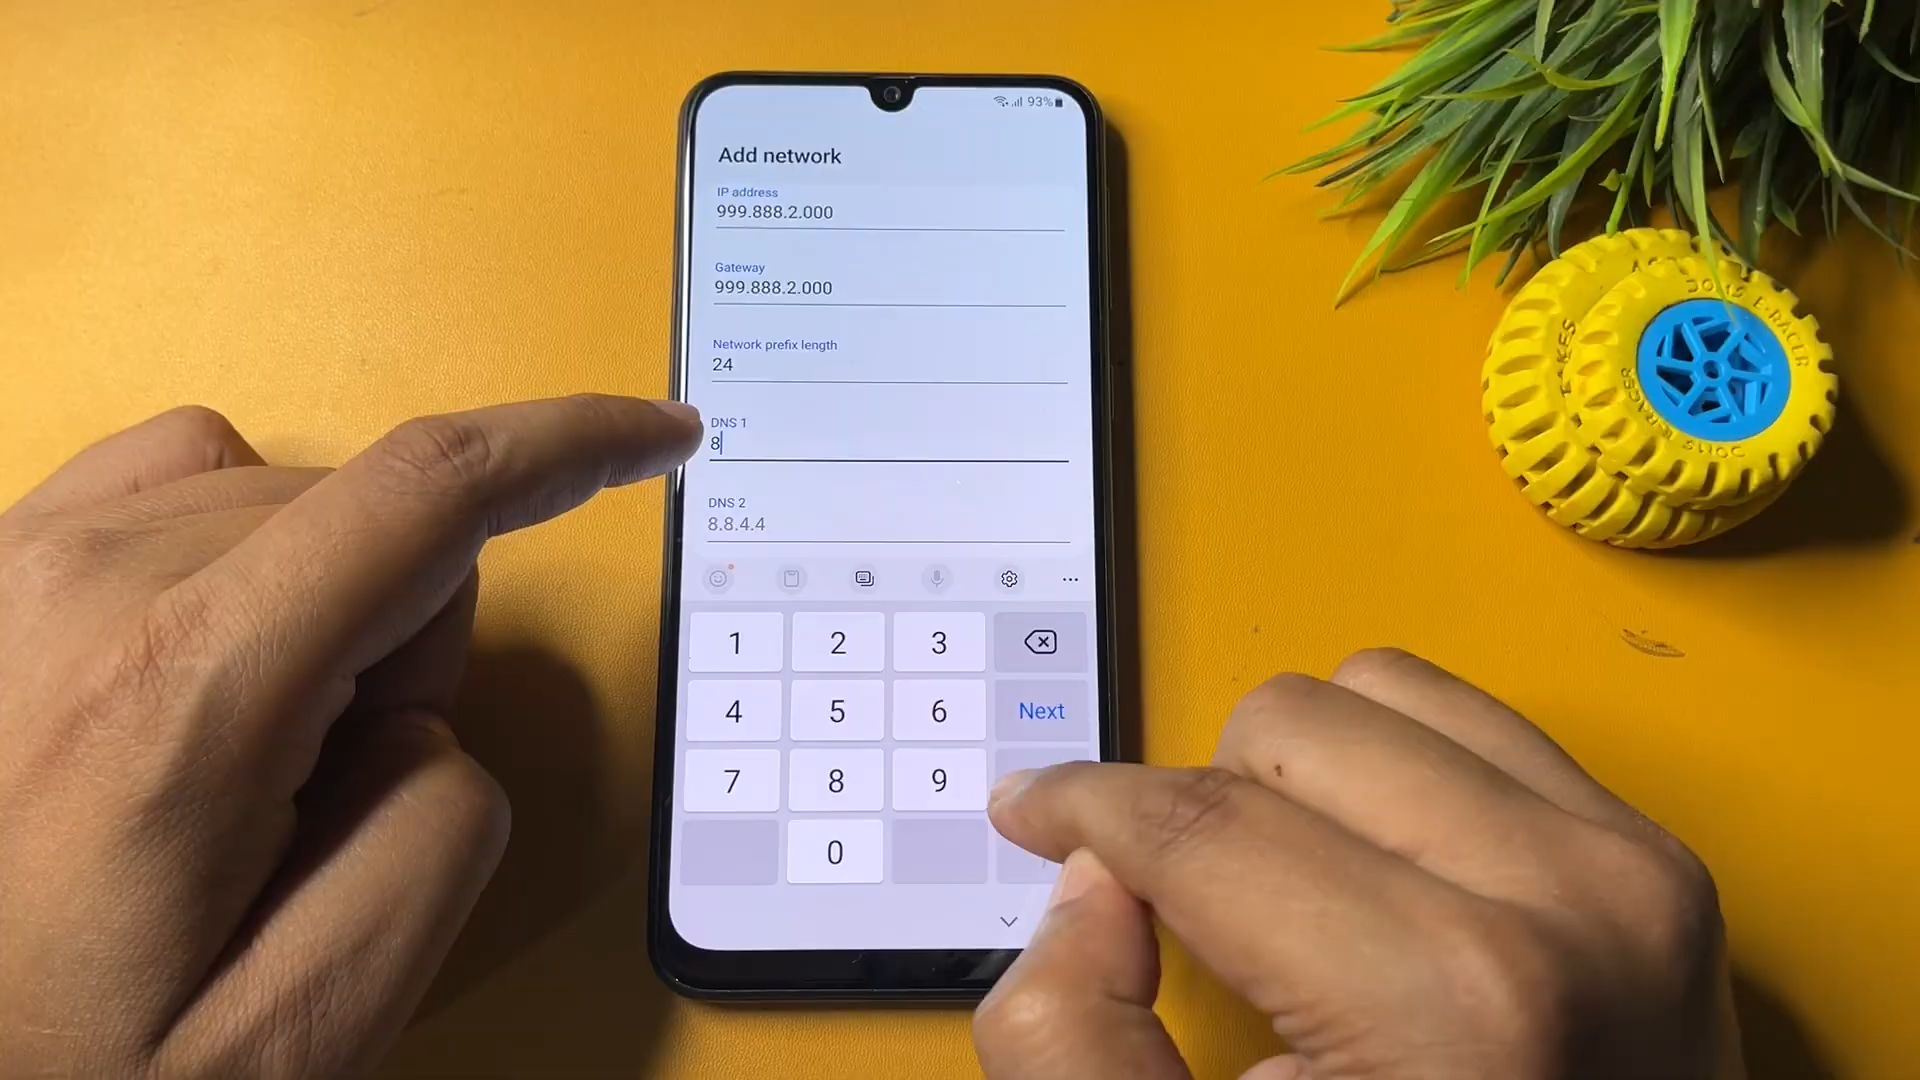 93%
Add network
IP address
999.888.2.000
Gateway
999.888.2.000
Network prefix length
24
DNS 1
8
DNS 2
8.8.4.4
1 2 3
4 5 6 Next
7 8 9
0